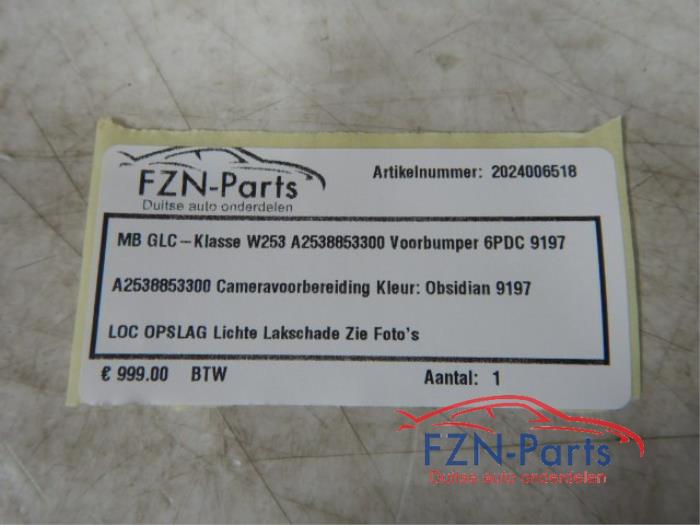 FZN-Parts
Duitse auto onderdelen
Artikelnummer: 2024006518
MB GLC-Klasse W253 A2538853300 Voorbumper 6PDC 9197
A2538853300 Cameravoorbereiding Kleur: Obsidian 9197
LOC OPSLAG Lichte Lakschade Zie Foto's
€ 999.00 BTW Aantal: 1
FZN-Parts
Duitse auto onderdelen